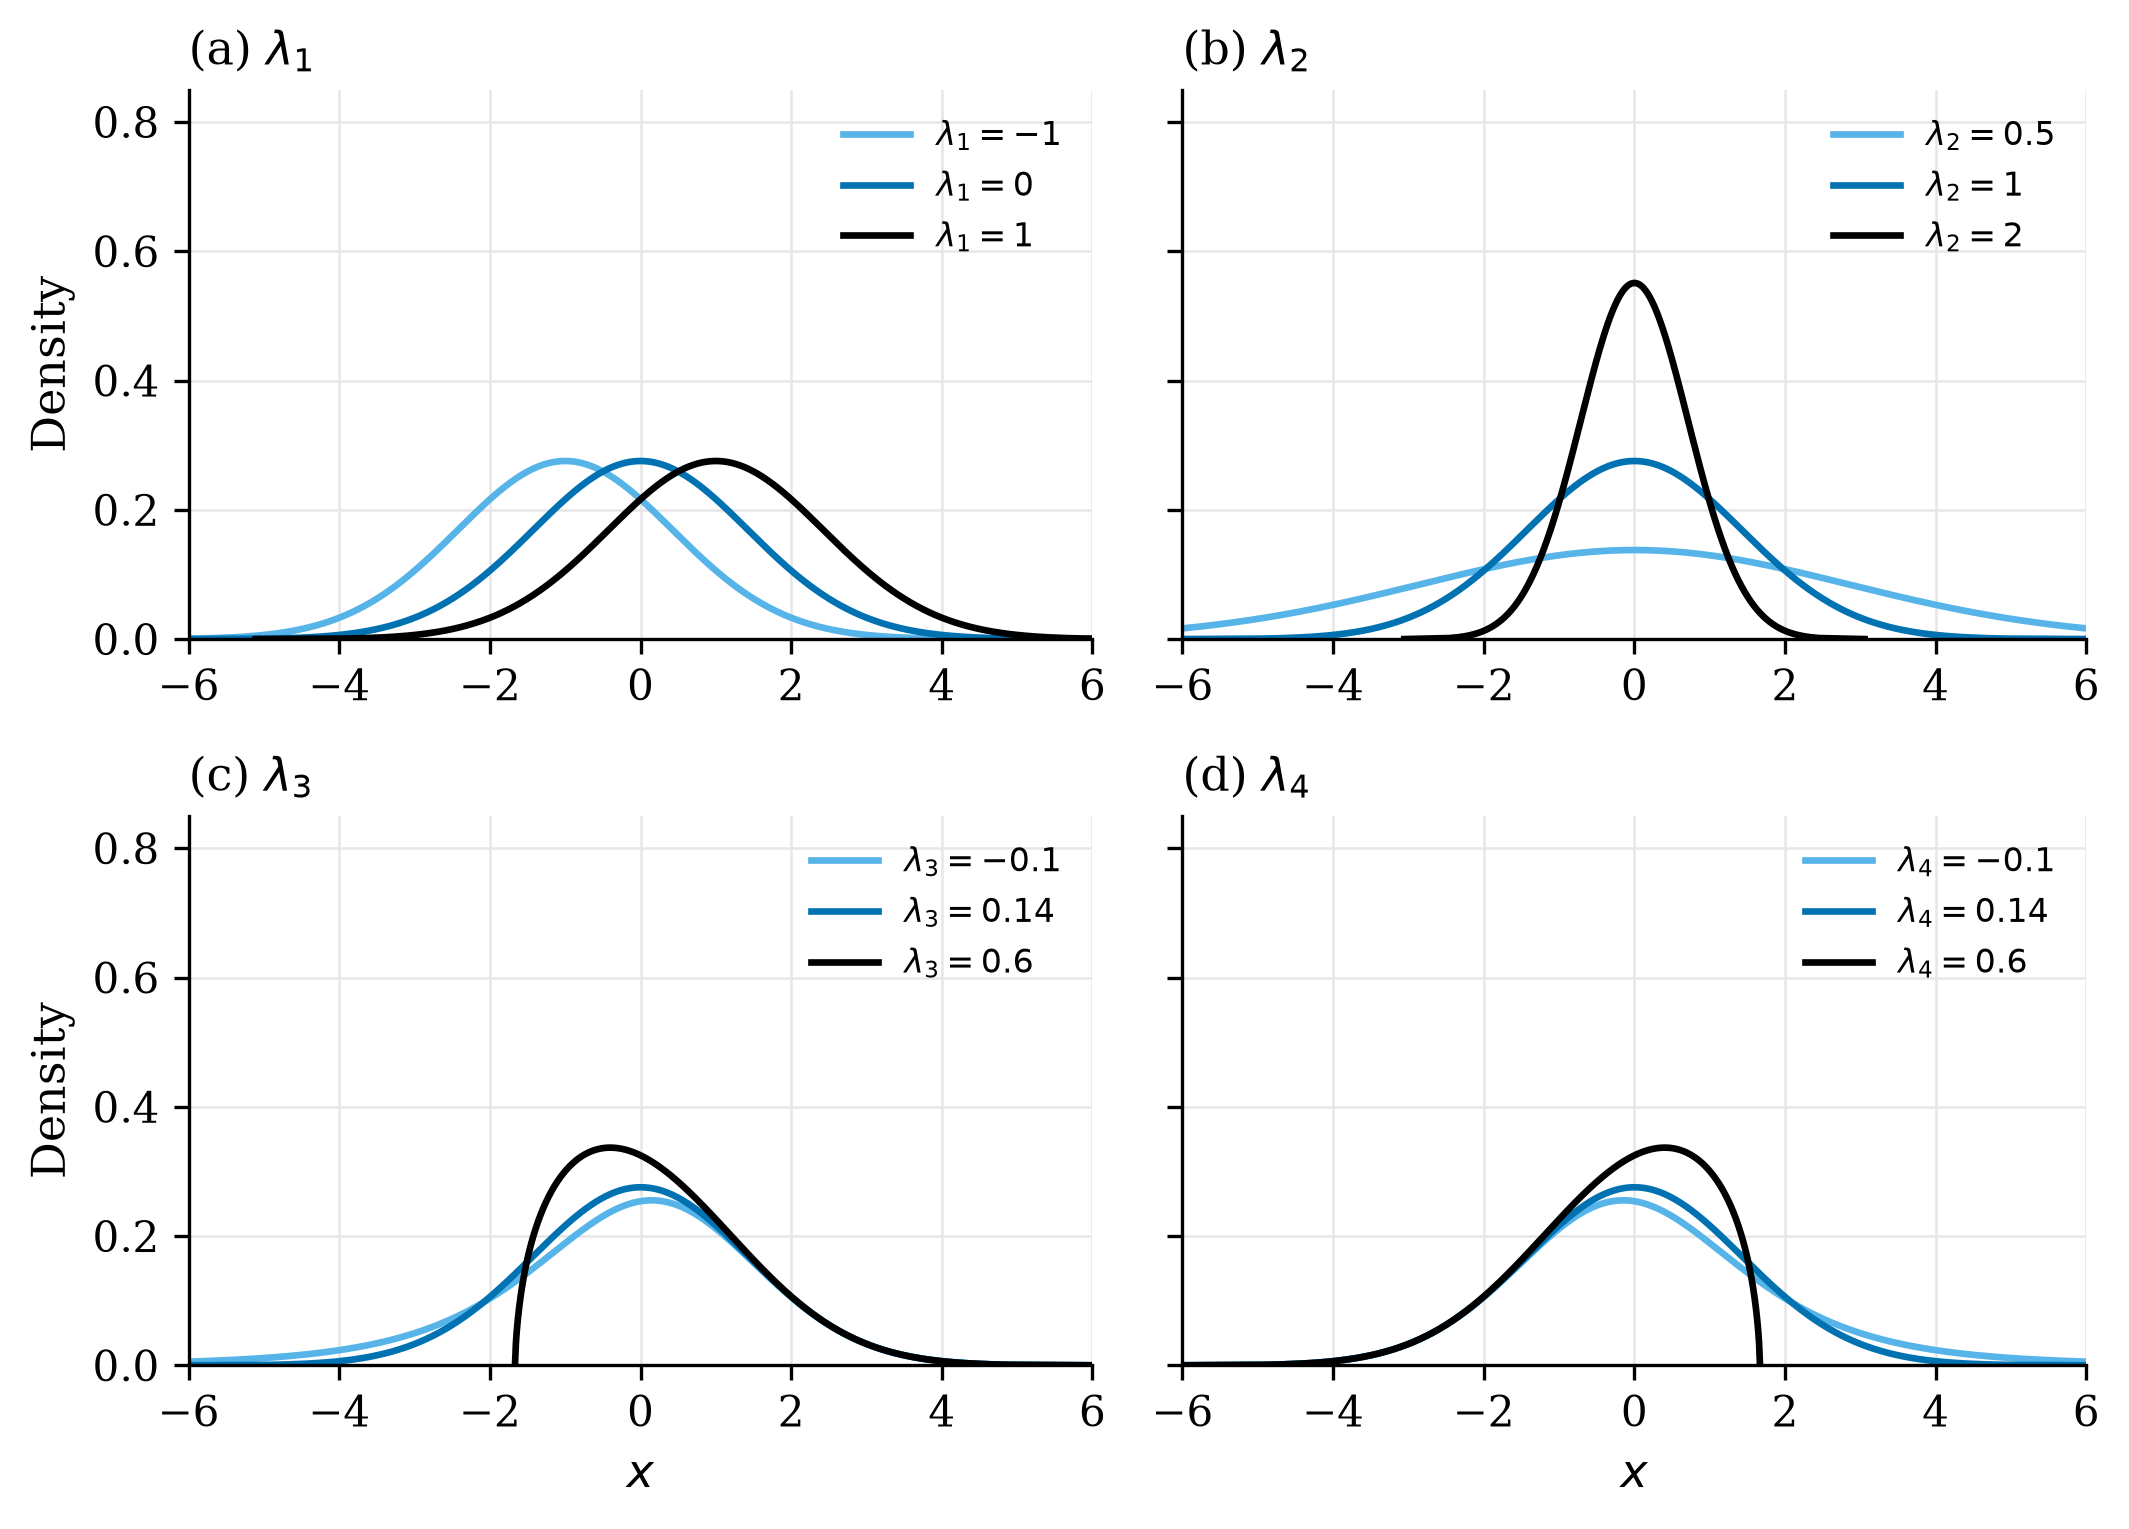 (a) λ₁
Density
0.8
0.6
0.4
0.2
0.0
−6 −4 −2 0 2 4 6
λ₁ = −1
λ₁ = 0
λ₁ = 1
(b) λ₂
−6 −4 −2 0 2 4 6
λ₂ = 0.5
λ₂ = 1
λ₂ = 2
(c) λ₃
Density
0.8
0.6
0.4
0.2
0.0
−6 −4 −2 0 2 4 6
x
λ₃ = −0.1
λ₃ = 0.14
λ₃ = 0.6
(d) λ₄
−6 −4 −2 0 2 4 6
x
λ₄ = −0.1
λ₄ = 0.14
λ₄ = 0.6